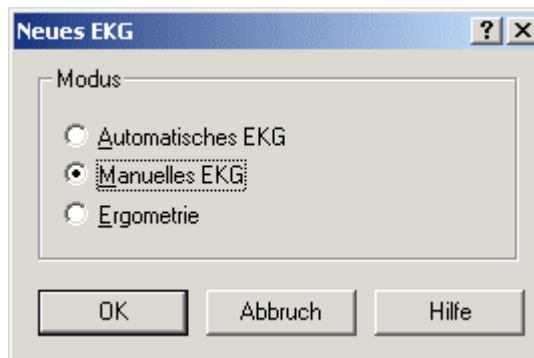 Neues EKG
Modus
Automatisches EKG
Manuelles EKG
Ergometrie
OK Abbruch Hilfe